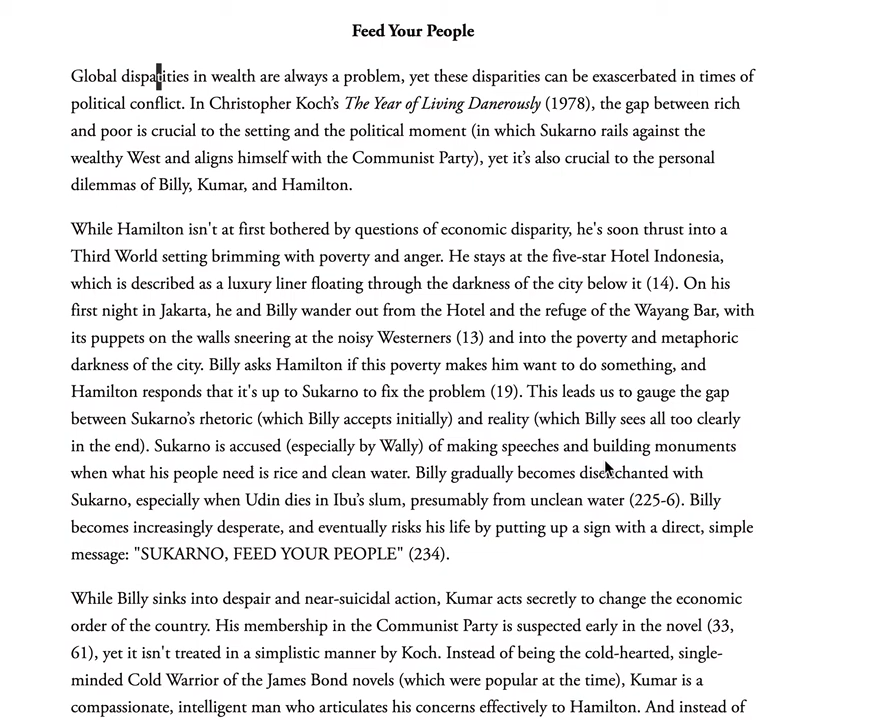 Feed Your People
Global disparities in wealth are always a problem, yet these disparities can be exacerbated in times of
political conflict. In Christopher Koch's The Year of Living Danerously (1978), the gap between rich
and poor is crucial to the setting and the political moment (in which Sukarno rails against the
wealthy West and aligns himself with the Communist Party), yet it's also crucial to the personal
dilemmas of Billy, Kumar, and Hamilton.
While Hamilton isn't at first bothered by questions of economic disparity, he's soon thrust into a
Third World setting brimming with poverty and anger. He stays at the five-star Hotel Indonesia,
which is described as a luxury liner floating through the darkness of the city below it (14). On his
first night in Jakarta, he and Billy wander out from the Hotel and the refuge of the Wayang Bar, with
its puppets on the walls sneering at the noisy Westerners (13) and into the poverty and metaphoric
darkness of the city. Billy asks Hamilton if this poverty makes him want to do something, and
Hamilton responds that it's up to Sukarno to fix the problem (19). This leads us to gauge the gap
between Sukarno's rhetoric (which Billy accepts initially) and reality (which Billy sees all too clearly
in the end). Sukarno is accused (especially by Wally) of making speeches and building monuments
when what his people need is rice and clean water. Billy gradually becomes disenchanted with
Sukarno, especially when Udin dies in Ibu's slum, presumably from unclean water (225-6). Billy
becomes increasingly desperate, and eventually risks his life by putting up a sign with a direct, simple
message: "SUKARNO, FEED YOUR PEOPLE" (234).
While Billy sinks into despair and near-suicidal action, Kumar acts secretly to change the economic
order of the country. His membership in the Communist Party is suspected early in the novel (33,
61), yet it isn't treated in a simplistic manner by Koch. Instead of being the cold-hearted, single-
minded Cold Warrior of the James Bond novels (which were popular at the time), Kumar is a
compassionate, intelligent man who articulates his concerns effectively to Hamilton. And instead of